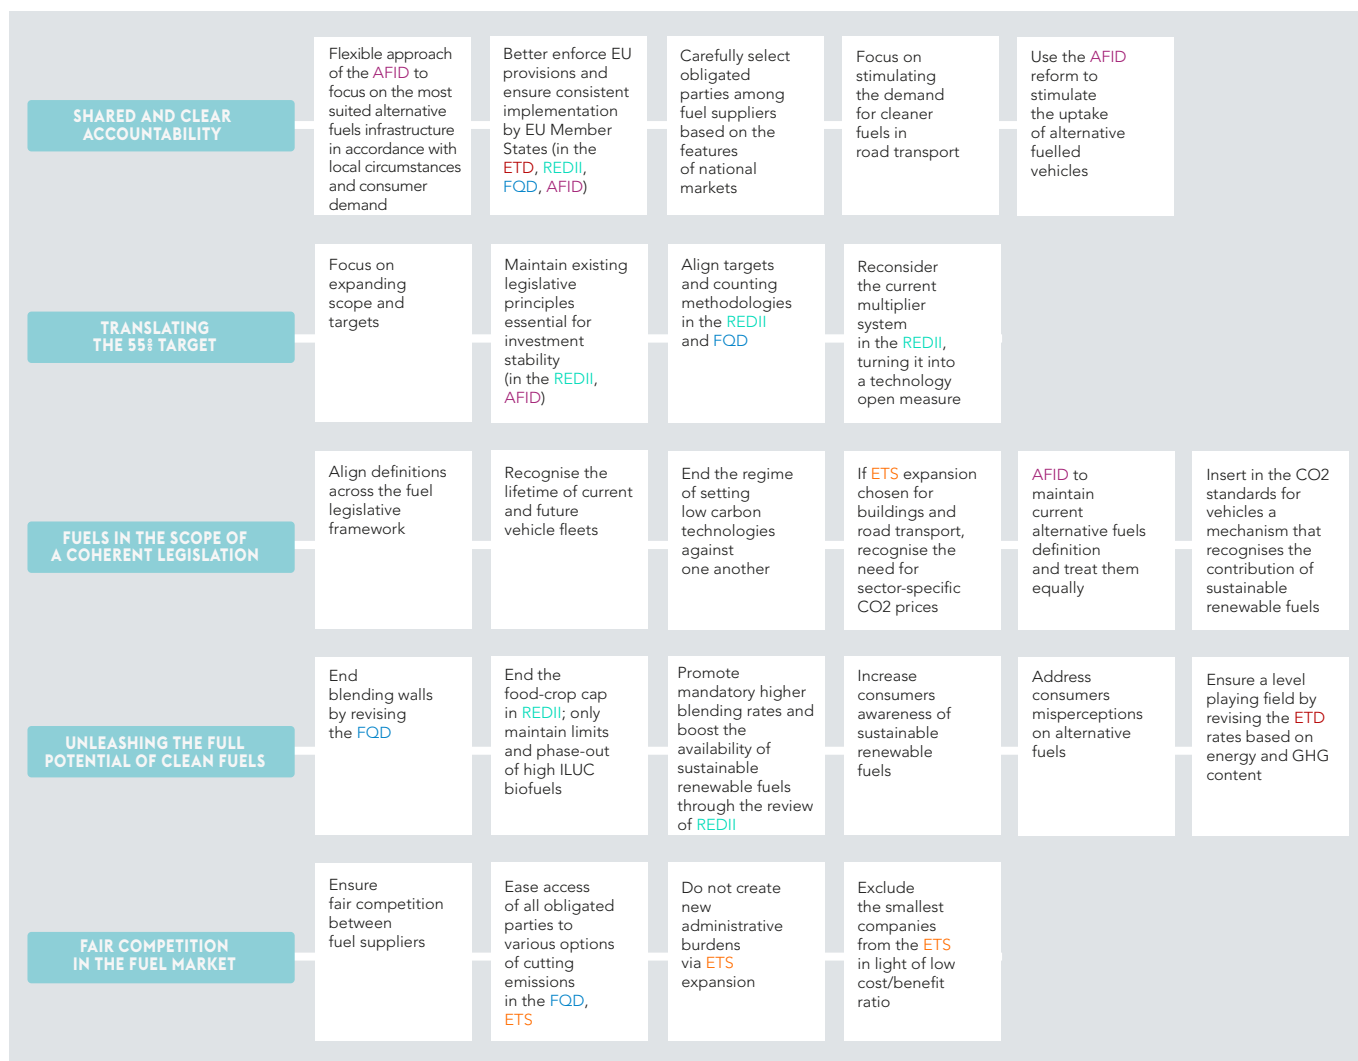 SHARED AND CLEAR
ACCOUNTABILITY
Flexible approach
of the AFID to
focus on the most
suited alternative
fuels infrastructure
in accordance with
local circumstances
and consumer
demand
Better enforce EU
provisions and
ensure consistent
implementation
by EU Member
States (in the
ETD, REDII,
FQD, AFID)
Carefully select
obligated
parties among
fuel suppliers
based on the
features
of national
markets
Focus on
stimulating
the demand
for cleaner
fuels in
road transport
Use the AFID
reform to
stimulate
the uptake
of alternative
fuelled
vehicles
TRANSLATING
THE 55% TARGET
Focus on
expanding
scope and
targets
Maintain existing
legislative
principles
essential for
investment
stability
(in the REDII,
AFID)
Align targets
and counting
methodologies
in the REDII
and FQD
Reconsider
the current
multiplier
system
in the REDII,
turning it into
a technology
open measure
FUELS IN THE SCOPE OF
A COHERENT LEGISLATION
Align definitions
across the fuel
legislative
framework
Recognise the
lifetime of current
and future
vehicle fleets
End the regime
of setting
low carbon
technologies
against
one another
If ETS expansion
chosen for
buildings and
road transport,
recognise the
need for
sector-specific
CO2 prices
AFID to
maintain
current
alternative fuels
definition
and treat them
equally
Insert in the CO2
standards for
vehicles a
mechanism that
recognises the
contribution of
sustainable
renewable fuels
UNLEASHING THE FULL
POTENTIAL OF CLEAN FUELS
End
blending walls
by revising
the FQD
End the
food-crop cap
in REDII; only
maintain limits
and phase-out
of high ILUC
biofuels
Promote
mandatory higher
blending rates and
boost the
availability of
sustainable
renewable fuels
through the review
of REDII
Increase
consumers
awareness of
sustainable
renewable
fuels
Address
consumers
misperceptions
on alternative
fuels
Ensure a level
playing field by
revising the ETD
rates based on
energy and GHG
content
FAIR COMPETITION
IN THE FUEL MARKET
Ensure
fair competition
between
fuel suppliers
Ease access
of all obligated
parties to
various options
of cutting
emissions
in the FQD,
ETS
Do not create
new
administrative
burdens
via ETS
expansion
Exclude
the smallest
companies
from the ETS
in light of low
cost/benefit
ratio